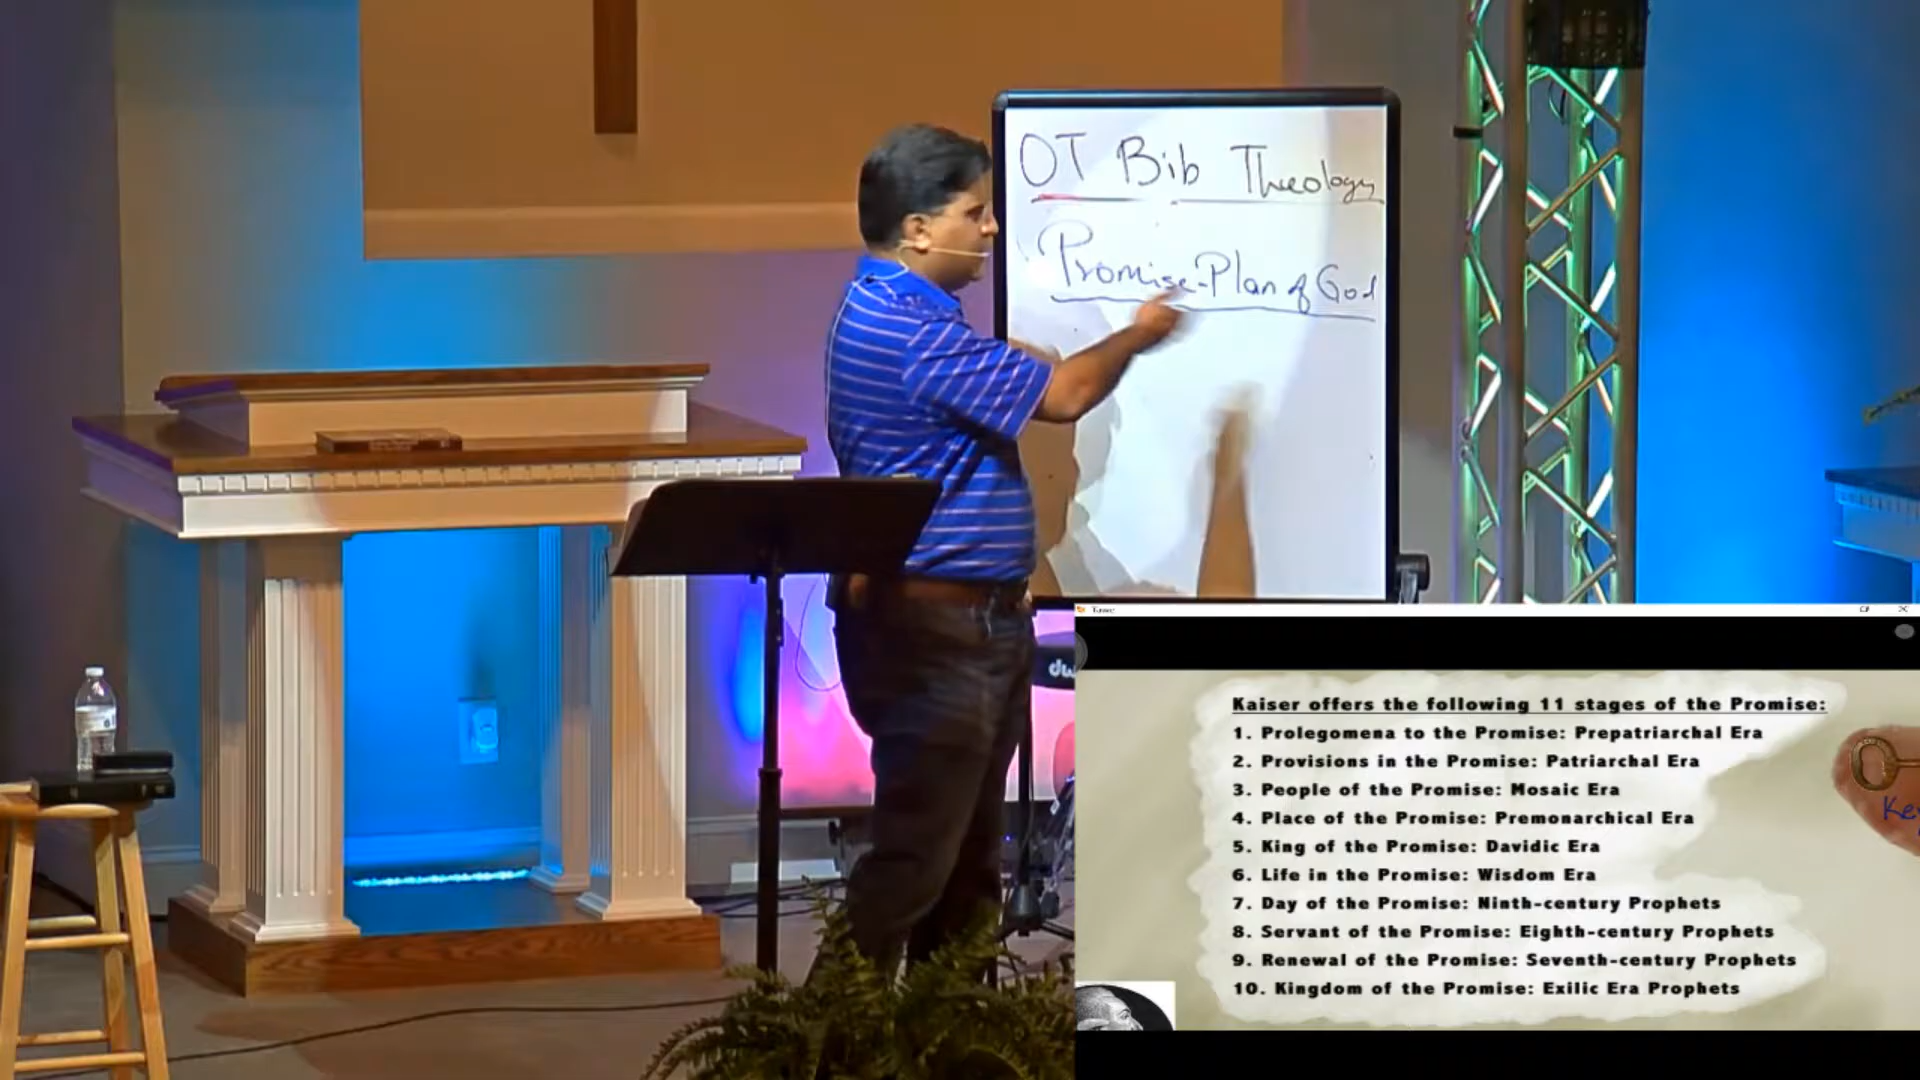 OT Bib Theology
Promise-Plan of God
dw
Kaiser offers the following 11 stages of the Promise:
1. Prolegomena to the Promise: Prepatriarchal Era
2. Provisions in the Promise: Patriarchal Era
3. People of the Promise: Mosaic Era
4. Place of the Promise: Premonarchical Era
5. King of the Promise: Davidic Era
6. Life in the Promise: Wisdom Era
7. Day of the Promise: Ninth-century Prophets
8. Servant of the Promise: Eighth-century Prophets
9. Renewal of the Promise: Seventh-century Prophets
10. Kingdom of the Promise: Exilic Era Prophets
Key